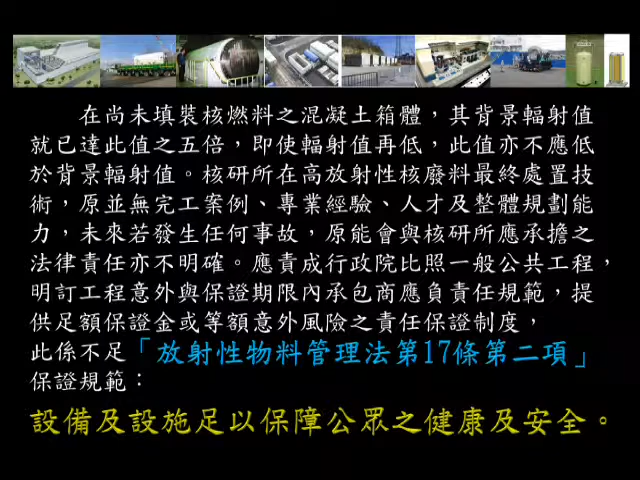 在尚未填裝核燃料之混凝土箱體，其背景輻射值
就已達此值之五倍，即使輻射值再低，此值亦不應低
於背景輻射值。核研所在高放射性核廢料最終處置技
術，原並無完工案例、專業經驗、人才及整體規劃能
力，未來若發生任何事故，原能會與核研所應承擔之
法律責任亦不明確。應責成行政院比照一般公共工程，
明訂工程意外與保證期限內承包商應負責任規範，提
供足額保證金或等額意外風險之責任保證制度，
此係不足「放射性物料管理法第17條第二項」
保證規範：
設備及設施足以保障公眾之健康及安全。